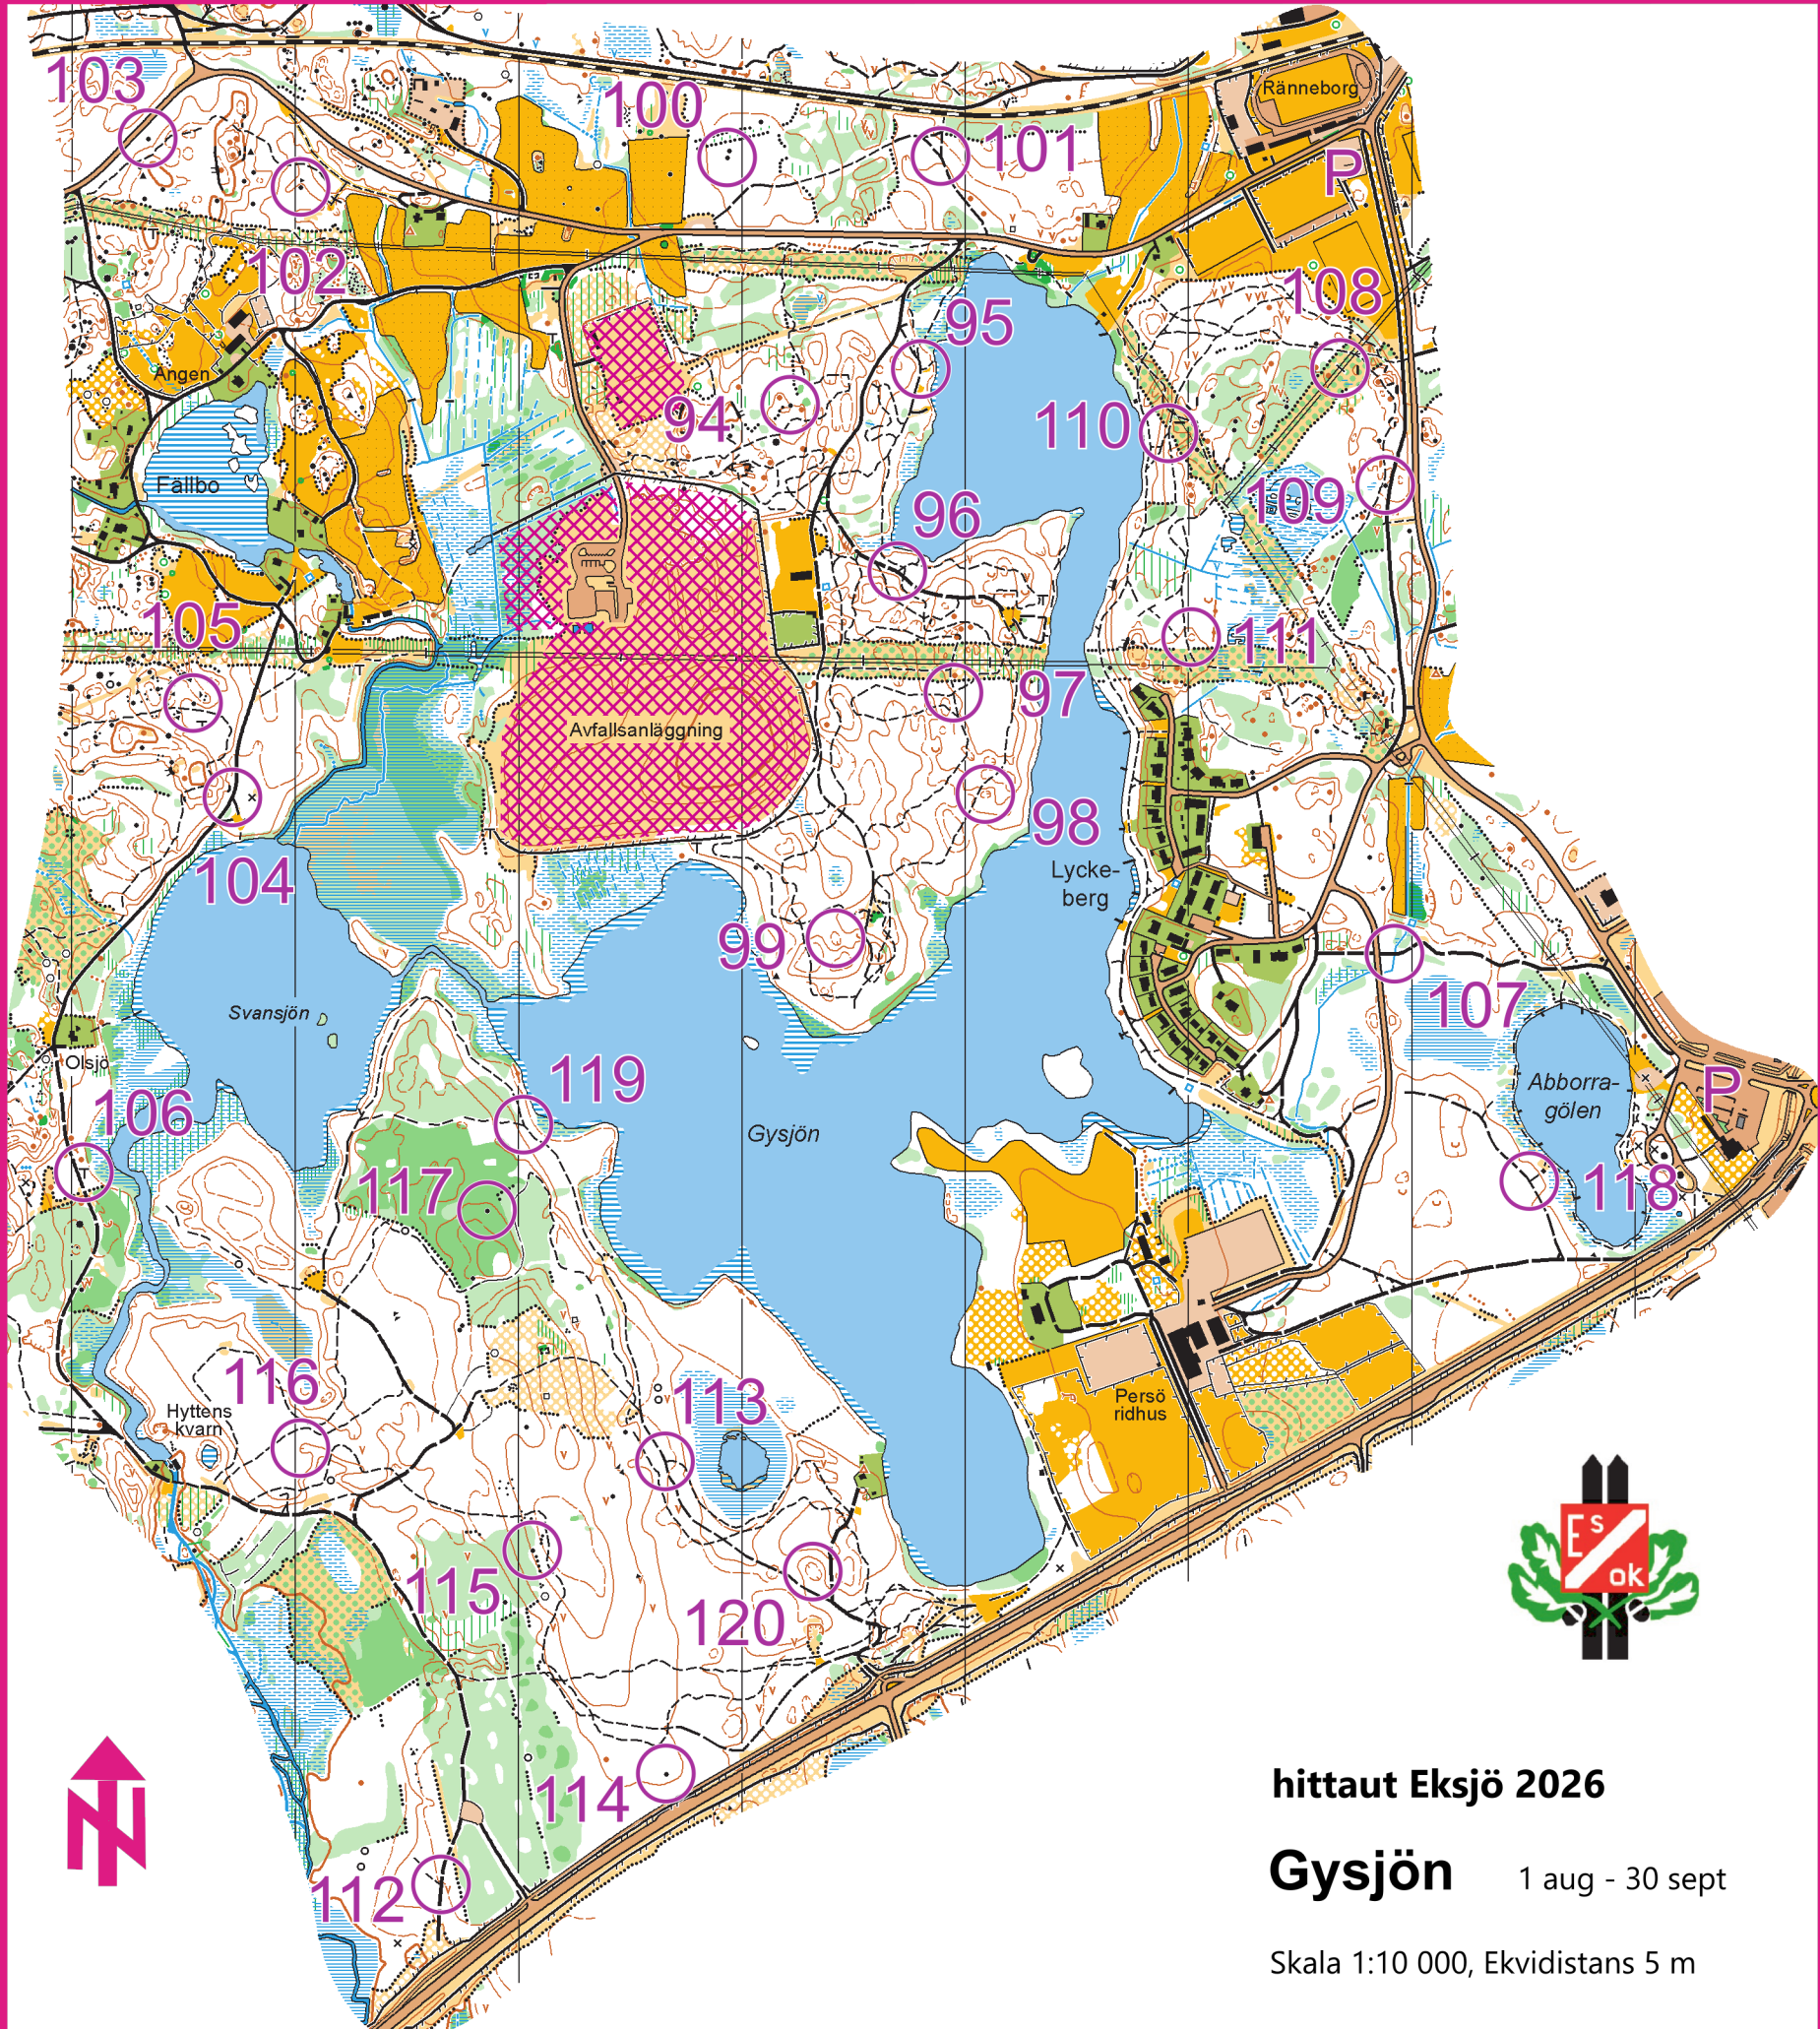 Ränneborg
103
100
101
P
102
108
95
Ängen
94
110
Fällbo
109
96
105
111
97
Avfallsanläggning
98
104
Lycke-
berg
99
107
Svansjön
Olsjö
119
Abborra-
gölen
P
106
Gysjön
117
118
116
113
Persö
ridhus
Hyttens
kvarn
E s
ok
115
120
114
112
N
hittaut Eksjö 2026
Gysjön 1 aug - 30 sept
Skala 1:10 000, Ekvidistans 5 m